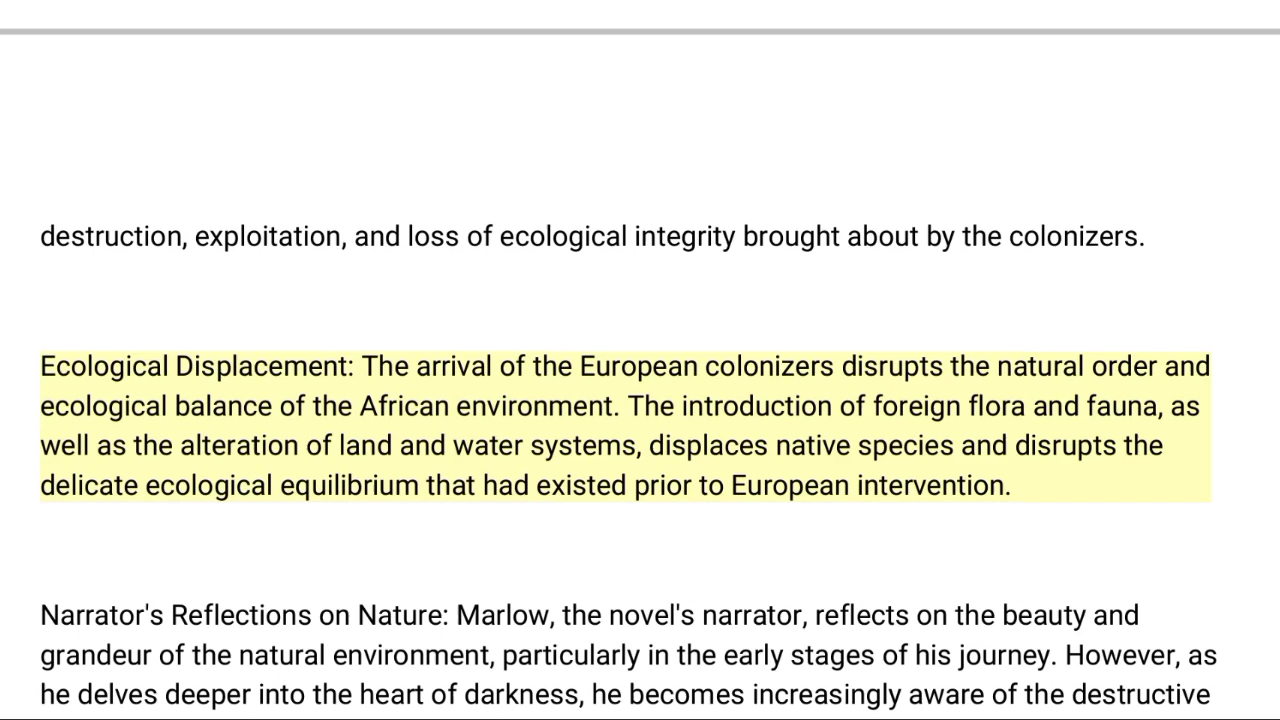 destruction, exploitation, and loss of ecological integrity brought about by the colonizers.
Ecological Displacement: The arrival of the European colonizers disrupts the natural order and
ecological balance of the African environment. The introduction of foreign flora and fauna, as
well as the alteration of land and water systems, displaces native species and disrupts the
delicate ecological equilibrium that had existed prior to European intervention.
Narrator's Reflections on Nature: Marlow, the novel's narrator, reflects on the beauty and
grandeur of the natural environment, particularly in the early stages of his journey. However, as
he delves deeper into the heart of darkness, he becomes increasingly aware of the destructive